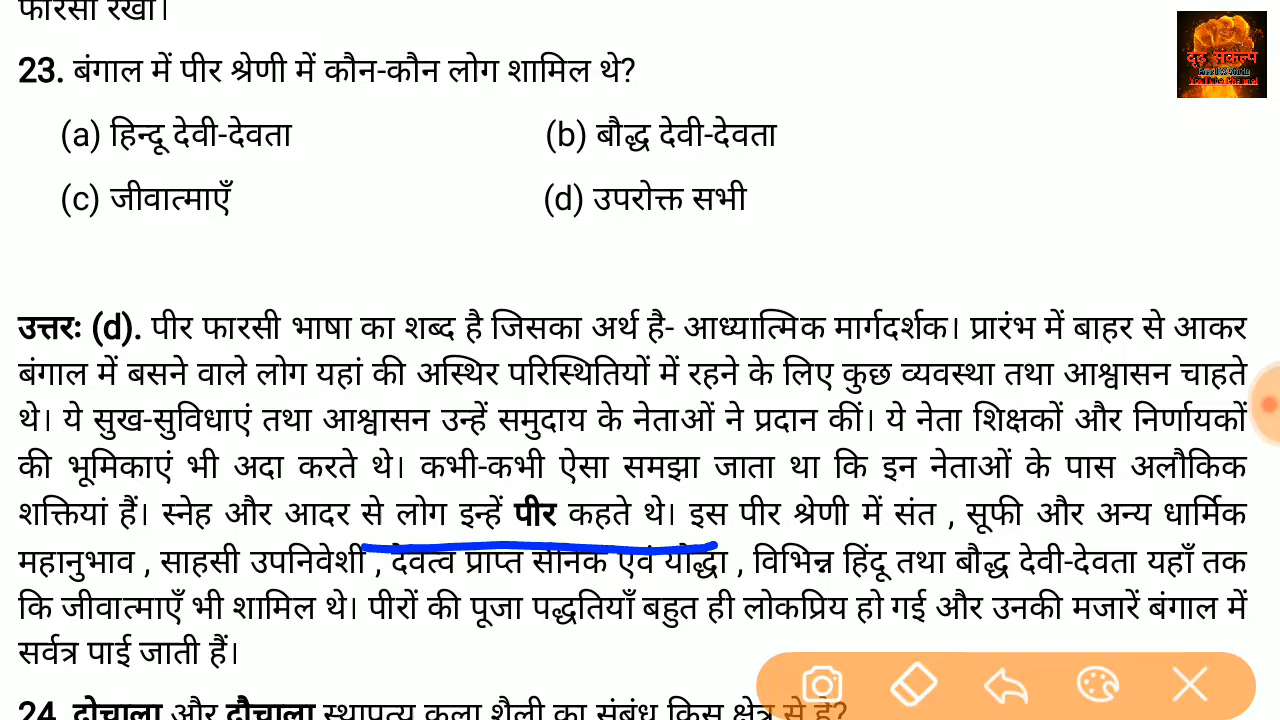 फारसी रखा।
23. बंगाल में पीर श्रेणी में कौन-कौन लोग शामिल थे?
(a) हिन्दू देवी-देवता (b) बौद्ध देवी-देवता
(c) जीवात्माएँ (d) उपरोक्त सभी
उत्तरः (d). पीर फारसी भाषा का शब्द है जिसका अर्थ है- आध्यात्मिक मार्गदर्शक। प्रारंभ में बाहर से आकर
बंगाल में बसने वाले लोग यहां की अस्थिर परिस्थितियों में रहने के लिए कुछ व्यवस्था तथा आश्वासन चाहते
थे। ये सुख-सुविधाएं तथा आश्वासन उन्हें समुदाय के नेताओं ने प्रदान कीं। ये नेता शिक्षकों और निर्णायकों
की भूमिकाएं भी अदा करते थे। कभी-कभी ऐसा समझा जाता था कि इन नेताओं के पास अलौकिक
शक्तियां हैं। स्नेह और आदर से लोग इन्हें पीर कहते थे। इस पीर श्रेणी में संत , सूफी और अन्य धार्मिक
महानुभाव , साहसी उपनिवेशी , देवत्व प्राप्त सैनिक एवं योद्धा , विभिन्न हिंदू तथा बौद्ध देवी-देवता यहाँ तक
कि जीवात्माएँ भी शामिल थे। पीरों की पूजा पद्धतियाँ बहुत ही लोकप्रिय हो गई और उनकी मजारें बंगाल में
सर्वत्र पाई जाती हैं।
24. दोचाला और चौचाला स्थापत्य कला शैली का संबंध किस क्षेत्र से है?
दृढ़ संकल्प